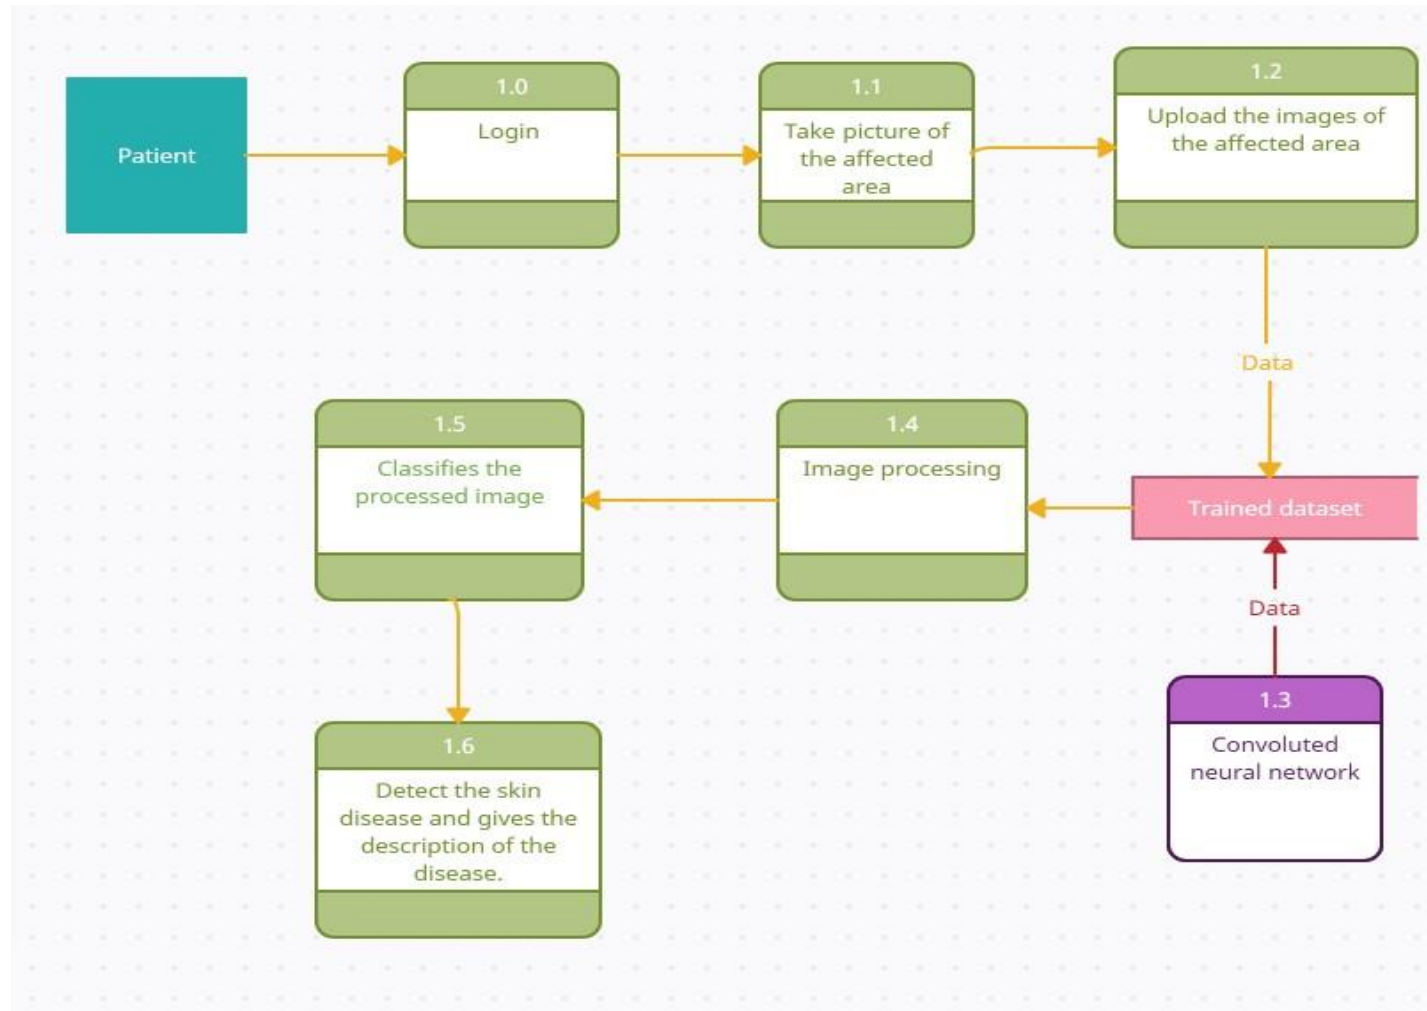 Patient
1.0
Login
1.1
Take picture of
the affected
area
1.2
Upload the images of
the affected area
Data
1.5
Classifies the
processed image
1.4
Image processing
Trained dataset
Data
1.3
Convoluted
neural network
1.6
Detect the skin
disease and gives the
description of the
disease.